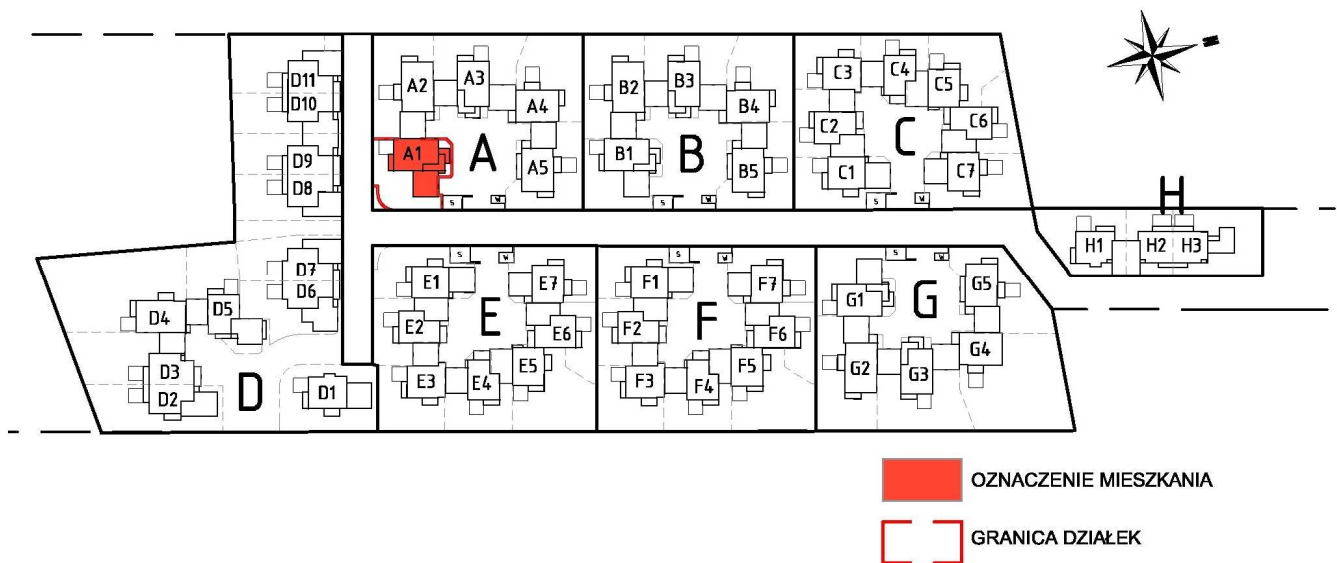 N
D11
D10
D9
D8
D7
D6
D5
D4
D3
D2
D1
D
A2
A3
A4
A1
A5
A
S
W
B2
B3
B4
B1
B5
B
S
W
C3
C4
C5
C2
C6
C1
C7
C
S
W
H
H1
H2
H3
E1
E7
E2
E6
E3
E4
E5
E
S
W
F1
F7
F2
F6
F3
F4
F5
F
S
W
G1
G5
G2
G3
G4
G
S
W
OZNACZENIE MIESZKANIA
GRANICA DZIAŁEK